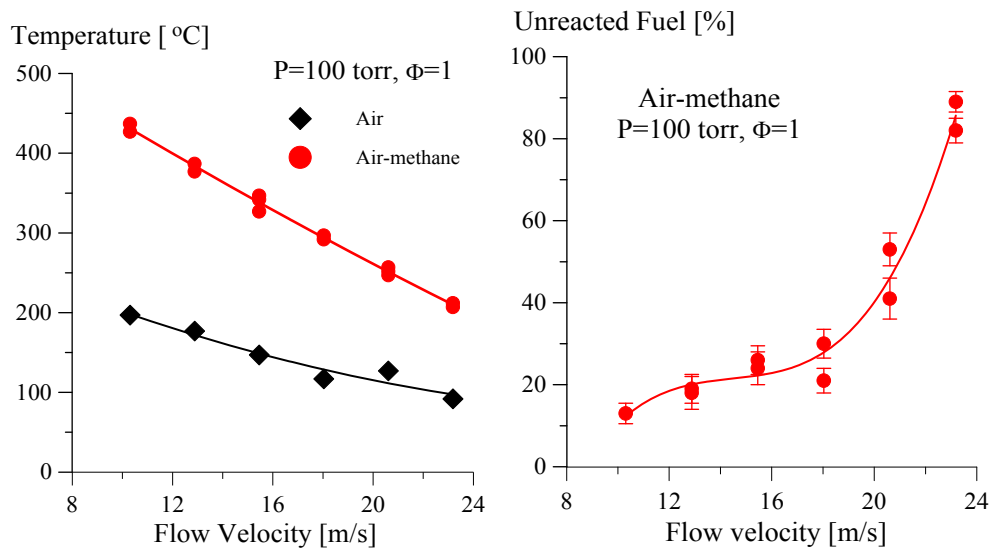 Temperature [ °C]
P=100 torr, Φ=1
Air
Air-methane
500
400
300
200
100
0
8 12 16 20 24
Flow Velocity [m/s]
Unreacted Fuel [%]
Air-methane
P=100 torr, Φ=1
100
80
60
40
20
0
8 12 16 20 24
Flow velocity [m/s]